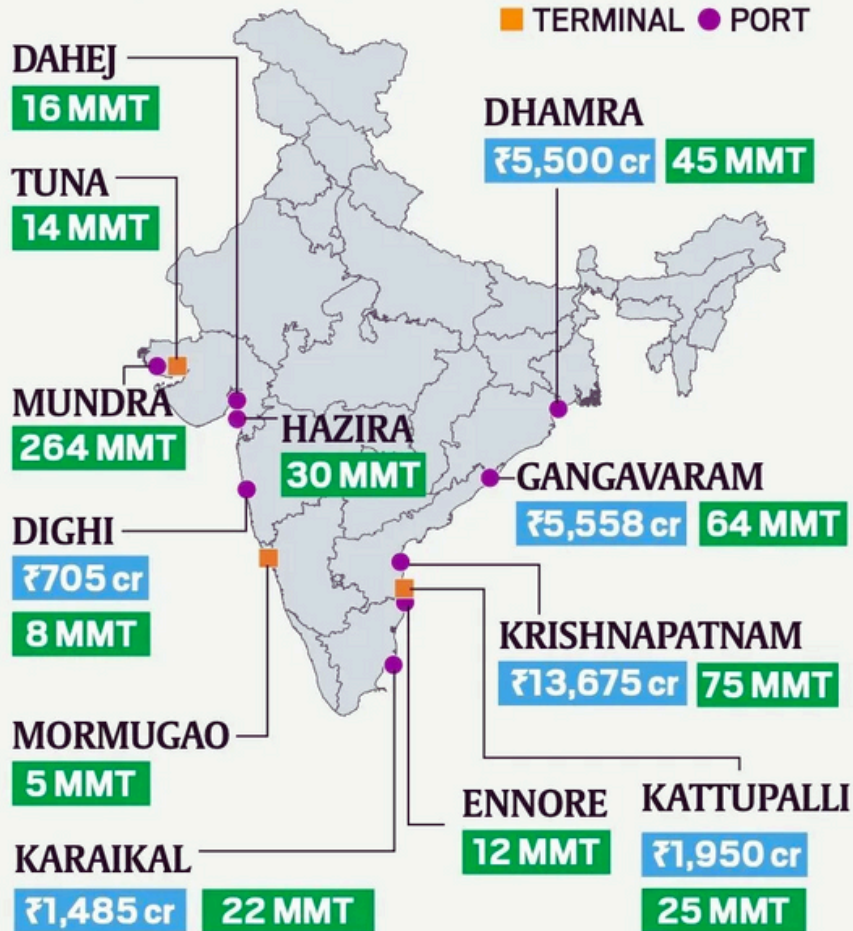 TERMINAL PORT
DAHEJ
16 MMT
TUNA
14 MMT
MUNDRA
264 MMT
HAZIRA
30 MMT
DIGHI
₹705 cr
8 MMT
MORMUGAO
5 MMT
KARAIKAL
₹1,485 cr 22 MMT
DHAMRA
₹5,500 cr 45 MMT
GANGAVARAM
₹5,558 cr 64 MMT
KRISHNAPATNAM
₹13,675 cr 75 MMT
ENNORE
12 MMT
KATTUPALLI
₹1,950 cr
25 MMT